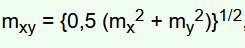 mxy = {0,5 (mx² + my²)}¹/²,